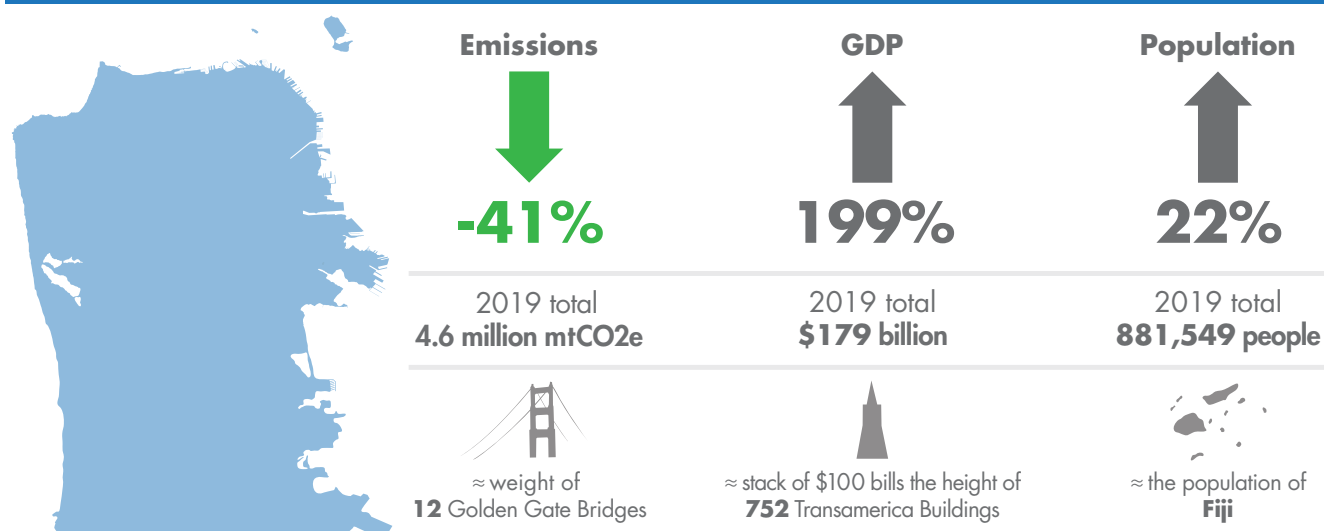 Emissions
-41%
2019 total
4.6 million mtCO2e
≈ weight of
12 Golden Gate Bridges
GDP
199%
2019 total
$179 billion
≈ stack of $100 bills the height of
752 Transamerica Buildings
Population
22%
2019 total
881,549 people
≈ the population of
Fiji